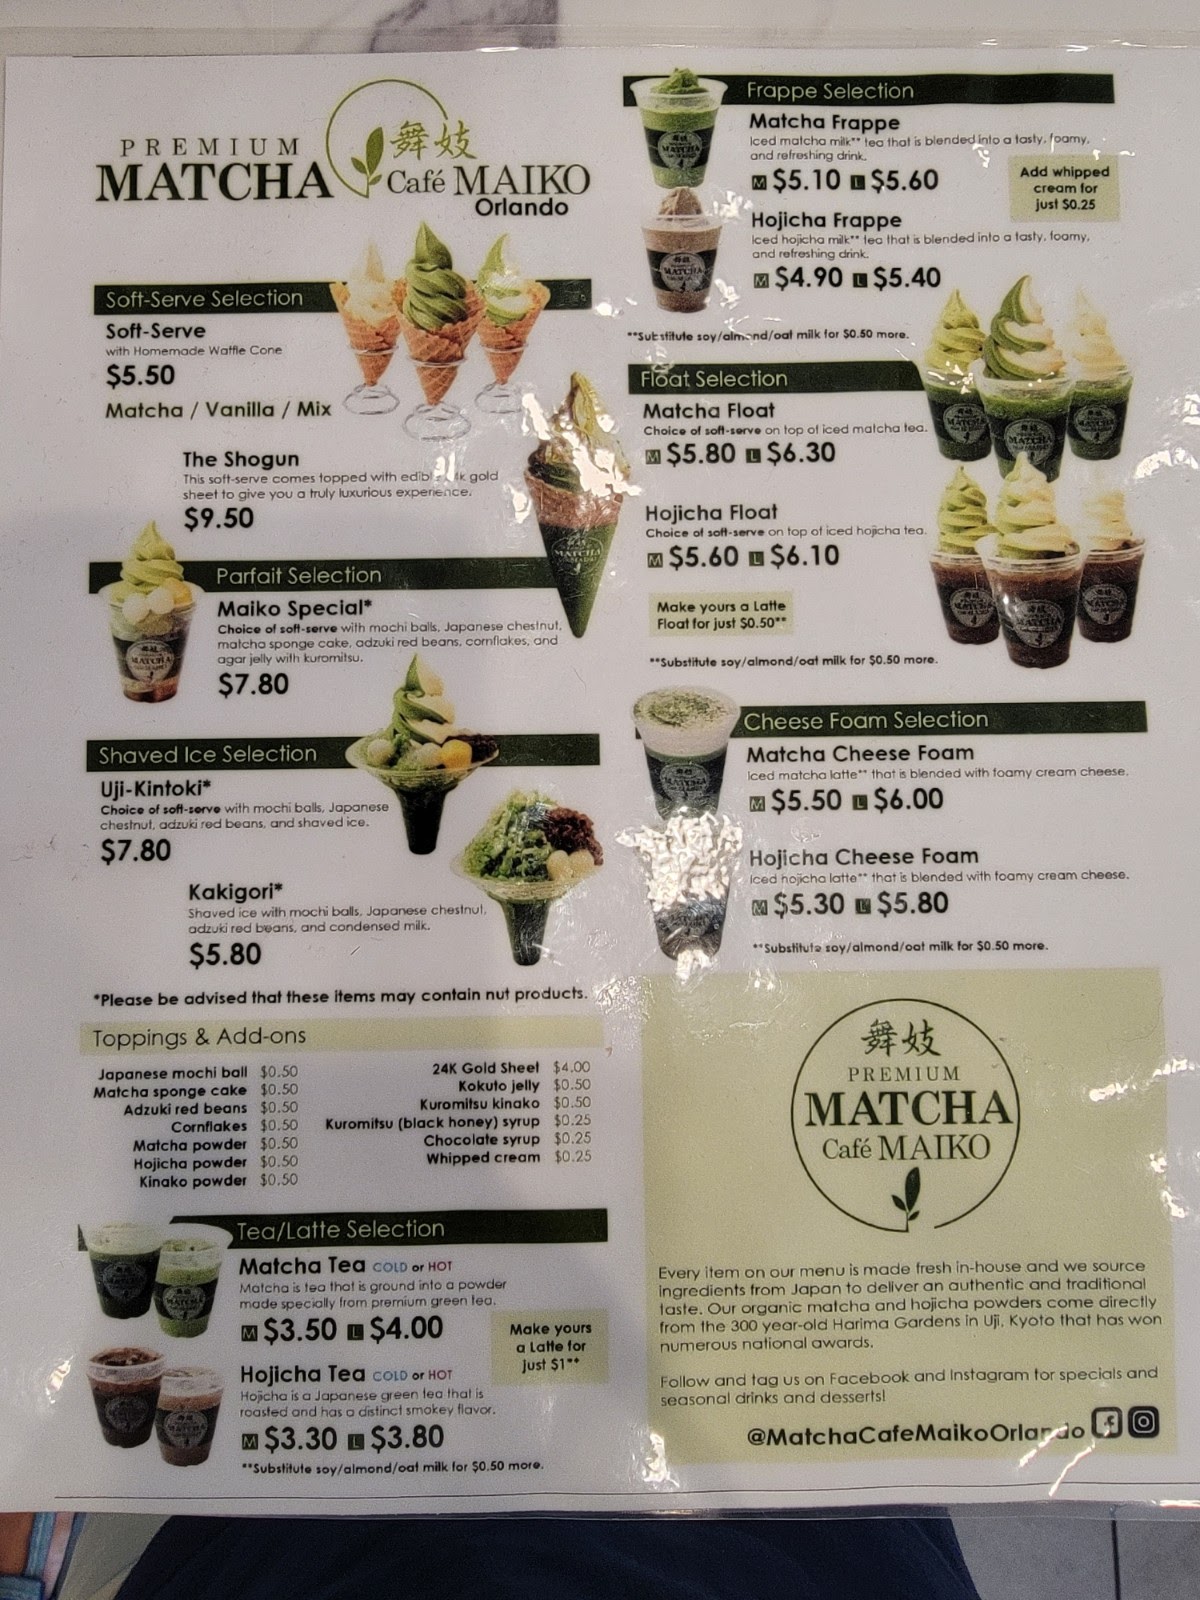 PREMIUM
MATCHA
舞妓
Café MAIKO
Orlando
Soft-Serve Selection
Soft-Serve
with Homemade Waffle Cone
$5.50
Matcha / Vanilla / Mix
The Shogun
This soft-serve comes topped with gold
sheet to give you a truly luxurious experience.
$9.50
Parfait Selection
Maiko Special*
Choice of soft-serve with mochi balls, Japanese chestnut,
matcha sponge cake, adzuki red beans, cornflakes, and
agar jelly with kuromitsu.
$7.80
Shaved Ice Selection
Uji-Kintoki*
Choice of soft-serve with mochi balls, Japanese
chestnut, adzuki red beans, and shaved ice.
$7.80
Kakigori*
Shaved ice with mochi balls, Japanese chestnut,
adzuki red beans, and condensed milk.
$5.80
*Please be advised that these items may contain nut products.
Toppings & Add-ons
Japanese mochi ball $0.50
Matcha sponge cake $0.50
Adzuki red beans $0.50
Cornflakes $0.50
Matcha powder $0.50
Hojicha powder $0.50
Kinako powder $0.50
24K Gold Sheet $4.00
Kokuto jelly $0.50
Kuromitsu kinako $0.50
Kuromitsu (black honey) syrup $0.25
Chocolate syrup $0.25
Whipped cream $0.25
Tea/Latte Selection
Matcha Tea COLD or HOT
Matcha is tea that is ground into a powder
made specially from premium green tea.
M $3.50 L $4.00
Make yours
a Latte for
just $1**
Hojicha Tea COLD or HOT
Hojicha is a Japanese green tea that is
roasted and has a distinct smokey flavor.
M $3.30 L $3.80
**Substitute soy/almond/oat milk for $0.50 more.
Frappe Selection
Matcha Frappe
Iced matcha milk** tea that is blended into a tasty, foamy,
and refreshing drink.
M $5.10 L $5.60
Add whipped
cream for
just $0.25
Hojicha Frappe
Iced hojicha milk** tea that is blended into a tasty, foamy,
and refreshing drink.
M $4.90 L $5.40
**Substitute soy/almond/oat milk for $0.50 more.
Float Selection
Matcha Float
Choice of soft-serve on top of iced matcha tea.
M $5.80 L $6.30
Hojicha Float
Choice of soft-serve on top of iced hojicha tea.
M $5.60 L $6.10
Make yours a Latte
Float for just $0.50**
**Substitute soy/almond/oat milk for $0.50 more.
Cheese Foam Selection
Matcha Cheese Foam
Iced matcha latte** that is blended with foamy cream cheese.
M $5.50 L $6.00
Hojicha Cheese Foam
Iced hojicha latte** that is blended with foamy cream cheese.
M $5.30 L $5.80
**Substitute soy/almond/oat milk for $0.50 more.
舞妓
PREMIUM
MATCHA
Café MAIKO
Every item on our menu is made fresh in-house and we source
ingredients from Japan to deliver an authentic and traditional
taste. Our organic matcha and hojicha powders come directly
from the 300 year-old Harima Gardens in Uji, Kyoto that has won
numerous national awards.
Follow and tag us on Facebook and Instagram for specials and
seasonal drinks and desserts!
@MatchaCafeMaikoOrlando